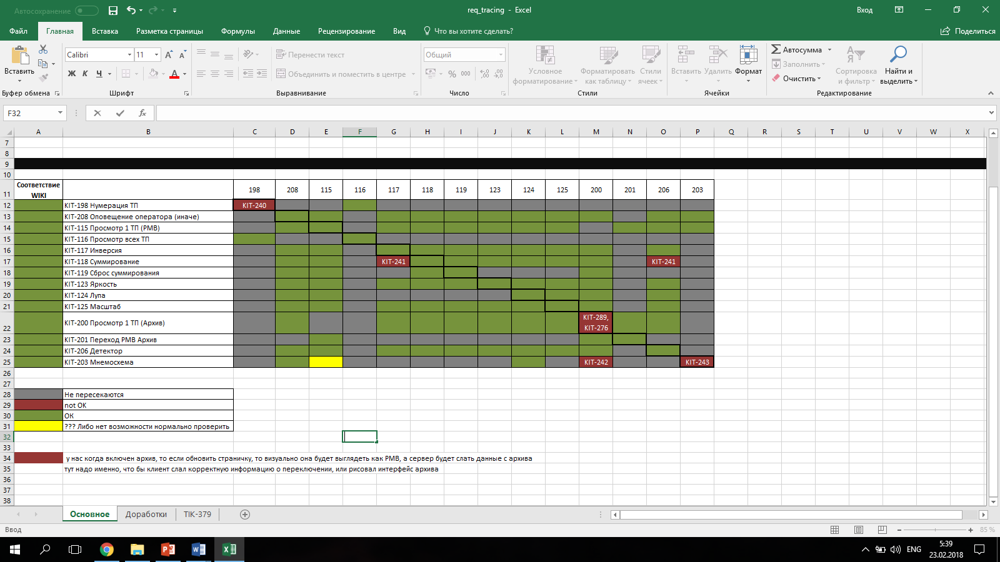 Автосохранение
req_tracing - Excel
Вход
Файл
Главная
Вставка
Разметка страницы
Формулы
Данные
Рецензирование
Вид
Что вы хотите сделать?
Поделиться
Вставить
Буфер обмена
Calibri
11
Ж К Ч
А
Шрифт
Перенести текст
Объединить и поместить в центре
Выравнивание
Общий
% 000
Число
Условное форматирование
Форматировать как таблицу
Стили ячеек
Стили
Вставить
Удалить
Формат
Ячейки
Автосумма
Заполнить
Очистить
Сортировка и фильтр
Найти и выделить
Редактирование
F32
fx
A B C D E F G H I J K L M N O P Q R S T U V W X
7
8
9
10
11 Соответствие WIKI 198 208 115 116 117 118 119 123 124 125 200 201 206 203
12 KIT-198 Нумерация ТП KIT-240
13 KIT-208 Оповещение оператора (иначе)
14 KIT-115 Просмотр 1 ТП (РМВ)
15 KIT-116 Просмотр всех ТП
16 KIT-117 Инверсия
17 KIT-118 Суммирование KIT-241 KIT-241
18 KIT-119 Сброс суммирования
19 KIT-123 Яркость
20 KIT-124 Лупа
21 KIT-125 Масштаб
22 KIT-200 Просмотр 1 ТП (Архив) KIT-289, KIT-276
23 KIT-201 Переход РМВ Архив
24 KIT-206 Детектор
25 KIT-203 Мнемосхема KIT-242 KIT-243
26
27
28 Не пересекаются
29 not OK
30 ОК
31 ??? Либо нет возможности нормально проверить
32
33
34 у нас когда включен архив, то если обновить страничку, то визуально она будет выглядеть как РМВ, а сервер будет слать данные с архива
35 тут надо именно, что бы клиент слал корректную информацию о переключении, или рисовал интерфейс архива
36
37
38
Основное
Доработки
TIK-379
Ввод
85 %
ENG
5:39
23.02.2018